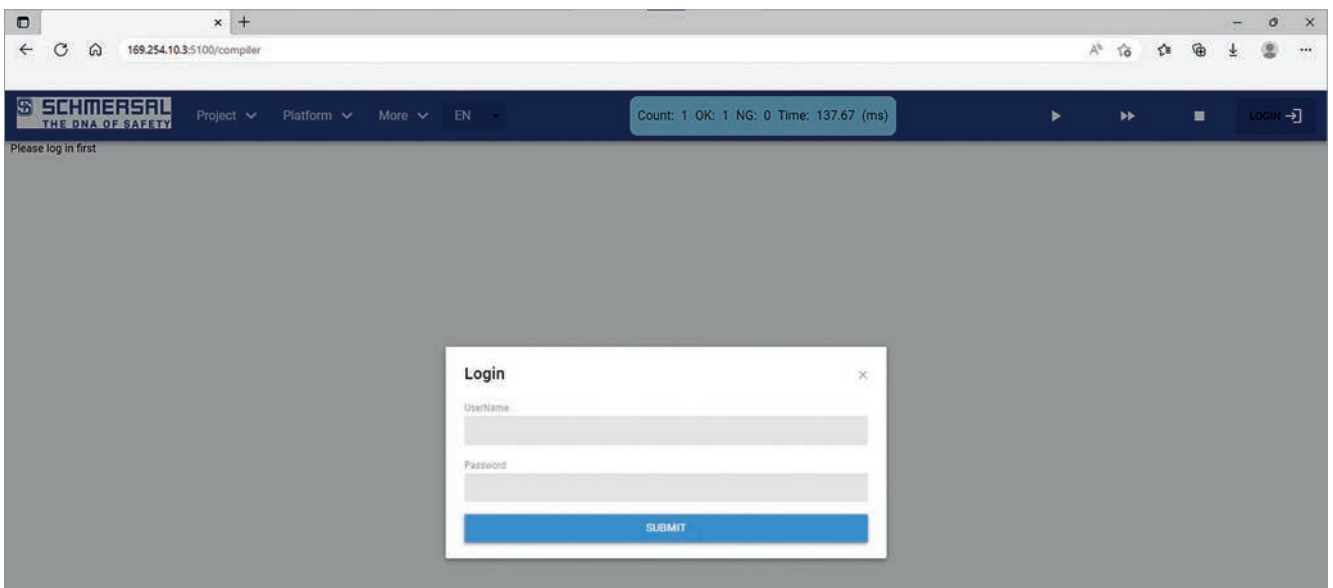 169.254.10.3:5100/compiler
SCHMERSAL
THE DNA OF SAFETY
Project Platform More EN Count: 1 OK: 1 NG: 0 Time: 137.67 (ms) LOGIN
Please log in first
Login
UserName
Password
SUBMIT